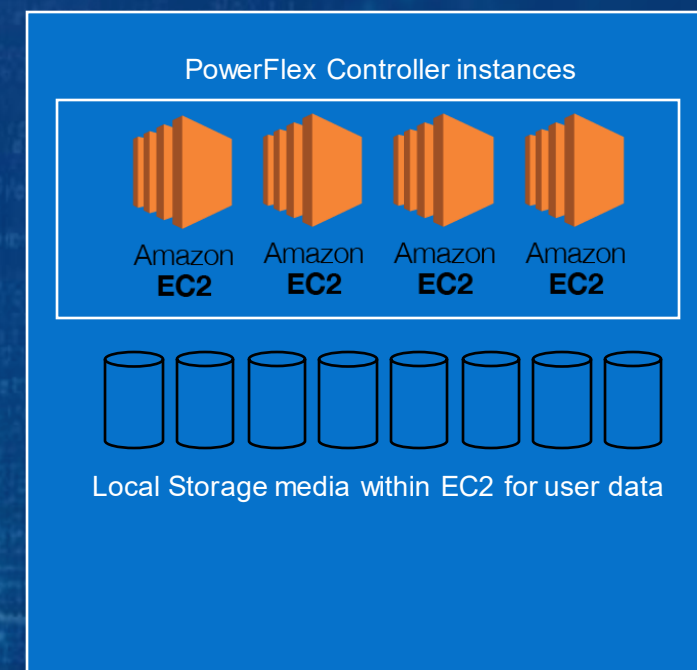 PowerFlex Controller instances
Amazon Amazon Amazon Amazon
EC2 EC2 EC2 EC2
Local Storage media within EC2 for user data